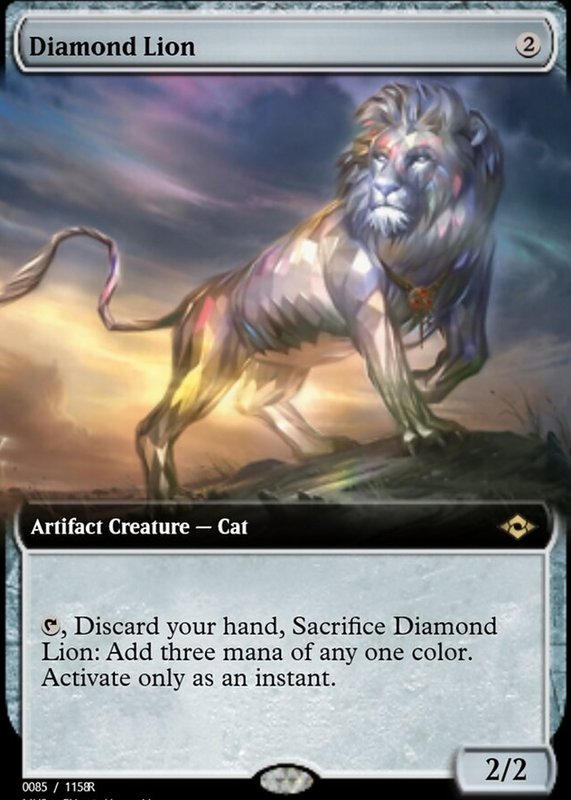 Diamond Lion 2
Artifact Creature — Cat
, Discard your hand, Sacrifice Diamond
Lion: Add three mana of any one color.
Activate only as an instant.
2/2
0085 / 1158R